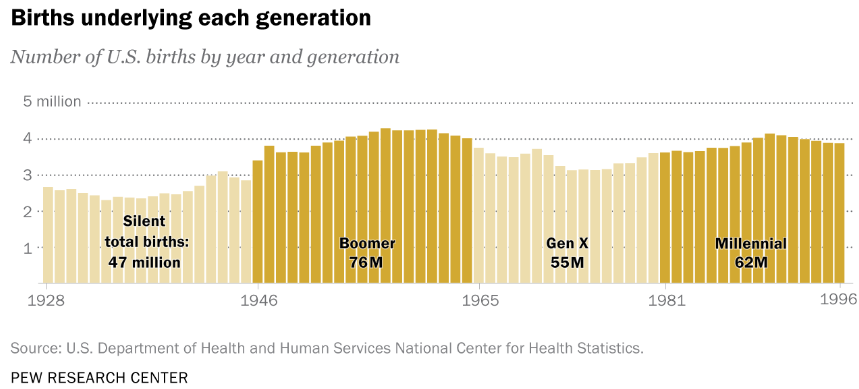 Births underlying each generation
Number of U.S. births by year and generation
5 million
4
3
2
1
Silent
total births:
47 million
Boomer
76M
Gen X
55M
Millennial
62M
1928
1946
1965
1981
1996
Source: U.S. Department of Health and Human Services National Center for Health Statistics.
PEW RESEARCH CENTER